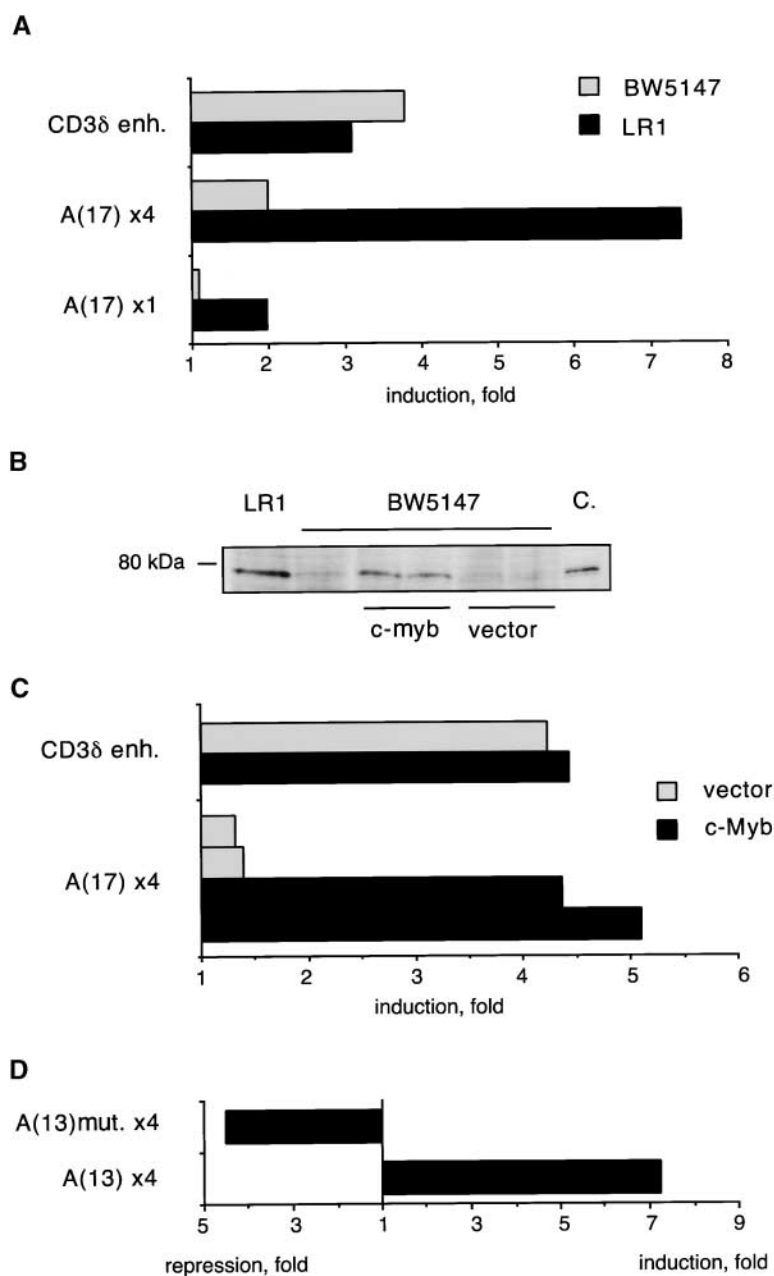 A
BW5147
LR1
CD3δ enh.
A(17) x4
A(17) x1
1 2 3 4 5 6 7 8
induction, fold
B
LR1 BW5147 C.
80 kDa
c-myb vector
C
CD3δ enh.
vector
c-Myb
A(17) x4
1 2 3 4 5 6
induction, fold
D
A(13)mut. x4
A(13) x4
5 3 1 3 5 7 9
repression, fold induction, fold